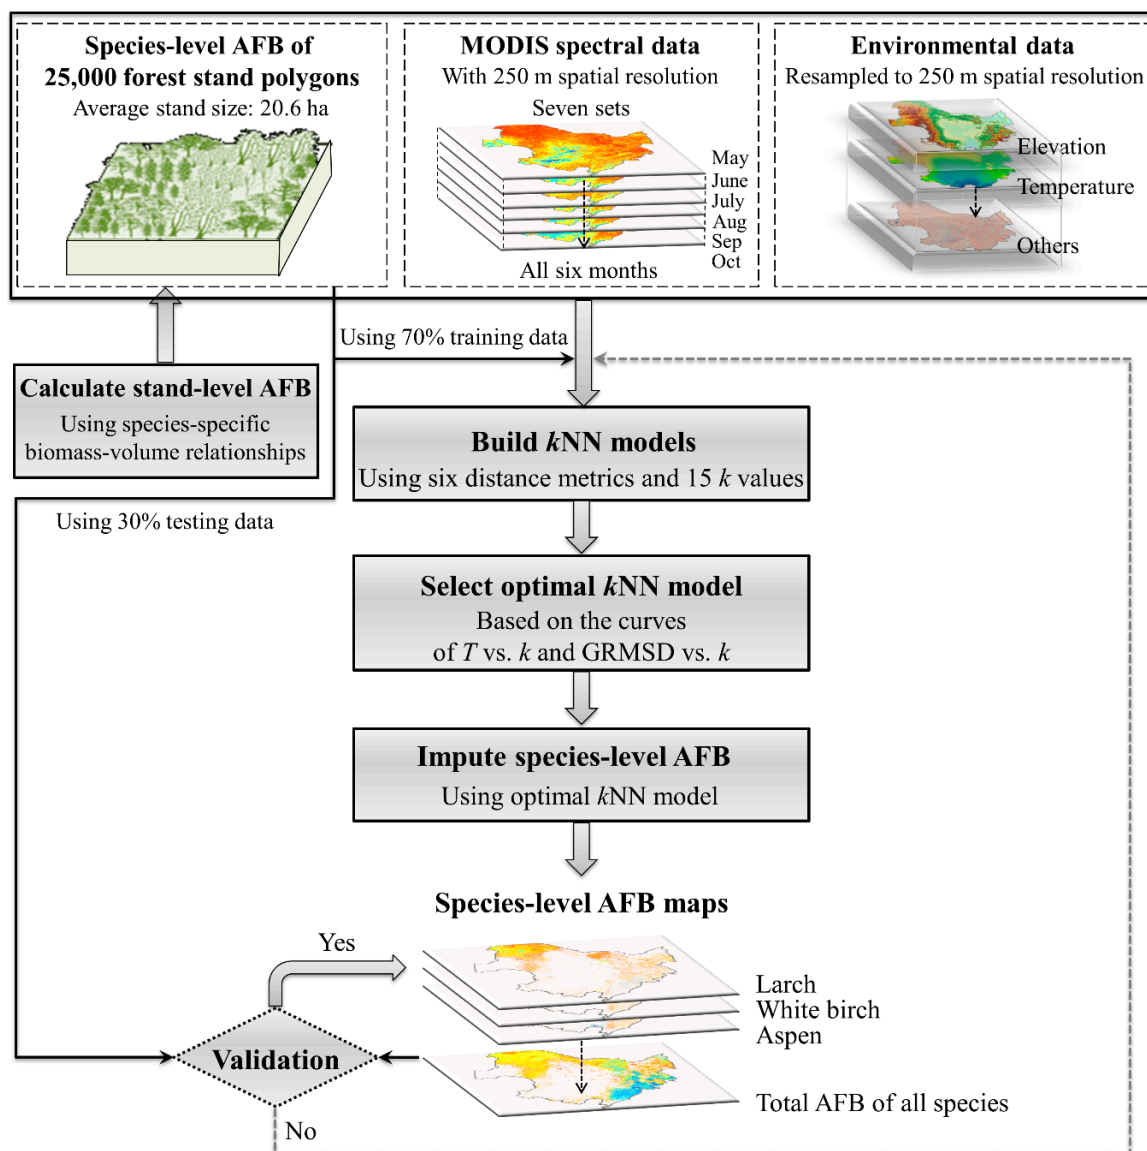 Species-level AFB of
25,000 forest stand polygons
Average stand size: 20.6 ha
MODIS spectral data
With 250 m spatial resolution
Seven sets
May
June
July
Aug
Sep
Oct
All six months
Environmental data
Resampled to 250 m spatial resolution
Elevation
Temperature
Others
Using 70% training data
Calculate stand-level AFB
Using species-specific
biomass-volume relationships
Build kNN models
Using six distance metrics and 15 k values
Using 30% testing data
Select optimal kNN model
Based on the curves
of T vs. k and GRMSD vs. k
Impute species-level AFB
Using optimal kNN model
Species-level AFB maps
Yes
Larch
White birch
Aspen
Validation
Total AFB of all species
No